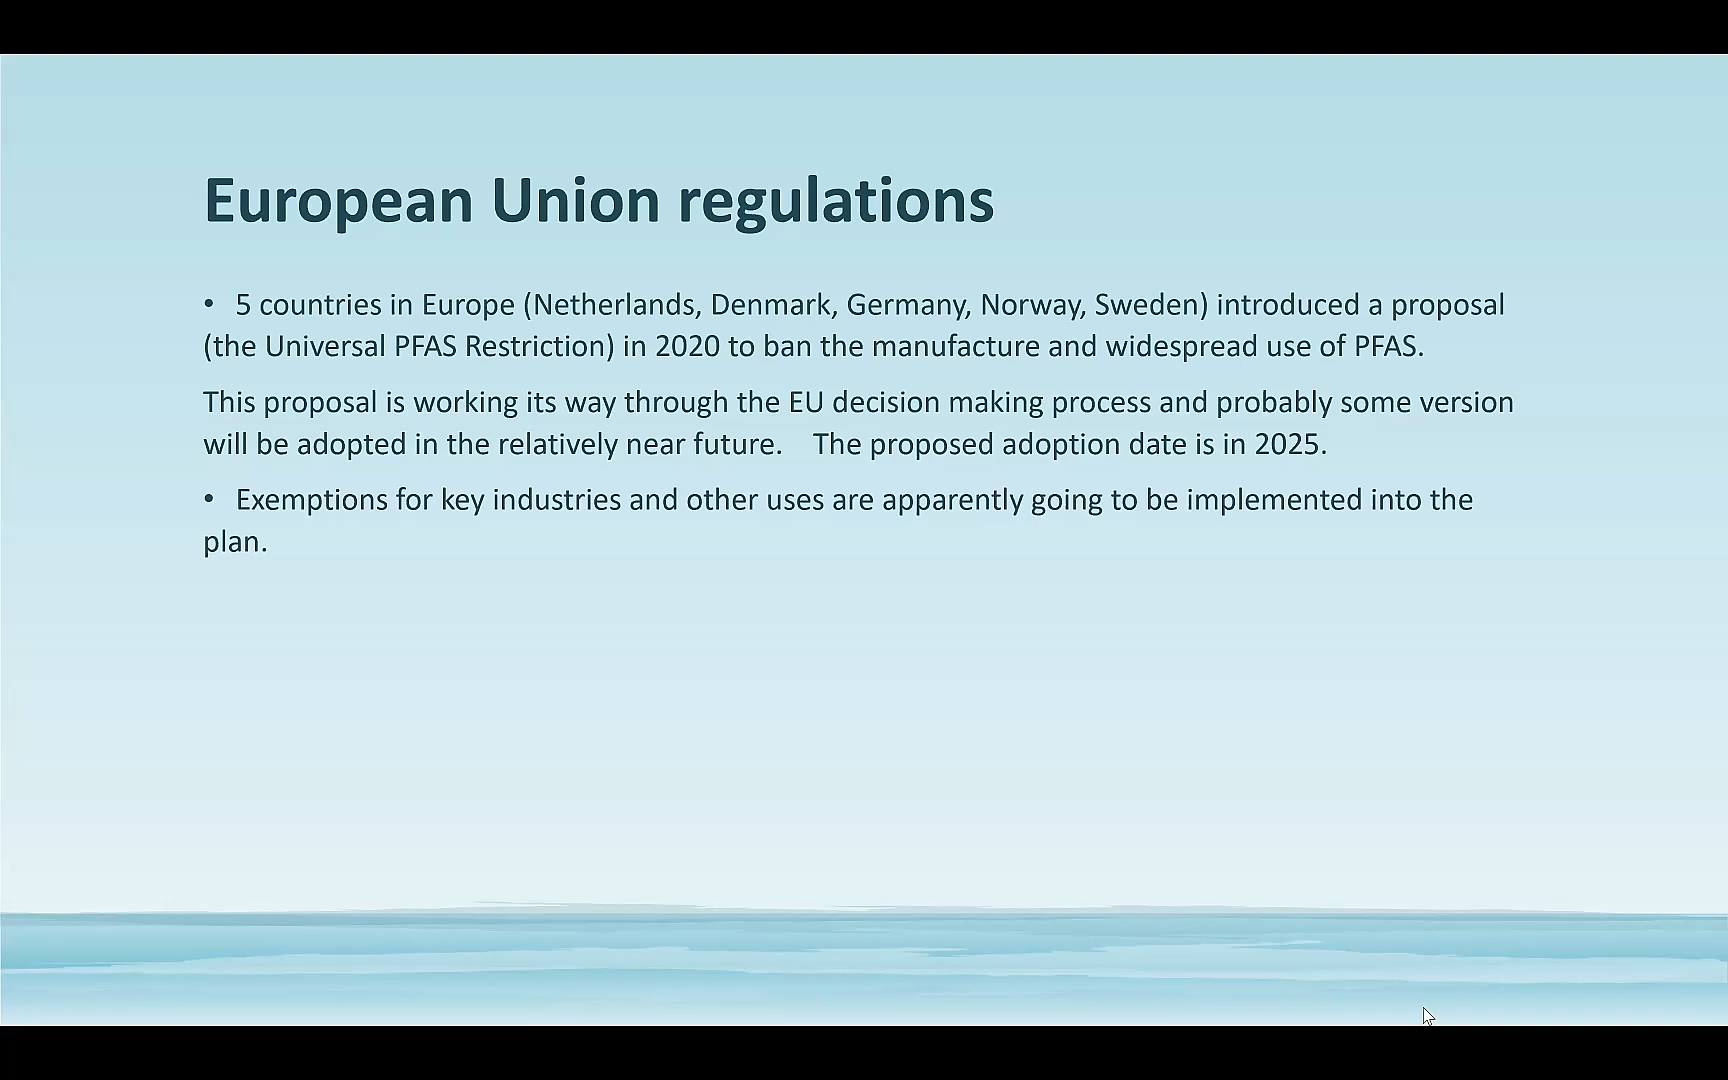 European Union regulations
• 5 countries in Europe (Netherlands, Denmark, Germany, Norway, Sweden) introduced a proposal
(the Universal PFAS Restriction) in 2020 to ban the manufacture and widespread use of PFAS.
This proposal is working its way through the EU decision making process and probably some version
will be adopted in the relatively near future.    The proposed adoption date is in 2025.
• Exemptions for key industries and other uses are apparently going to be implemented into the
plan.